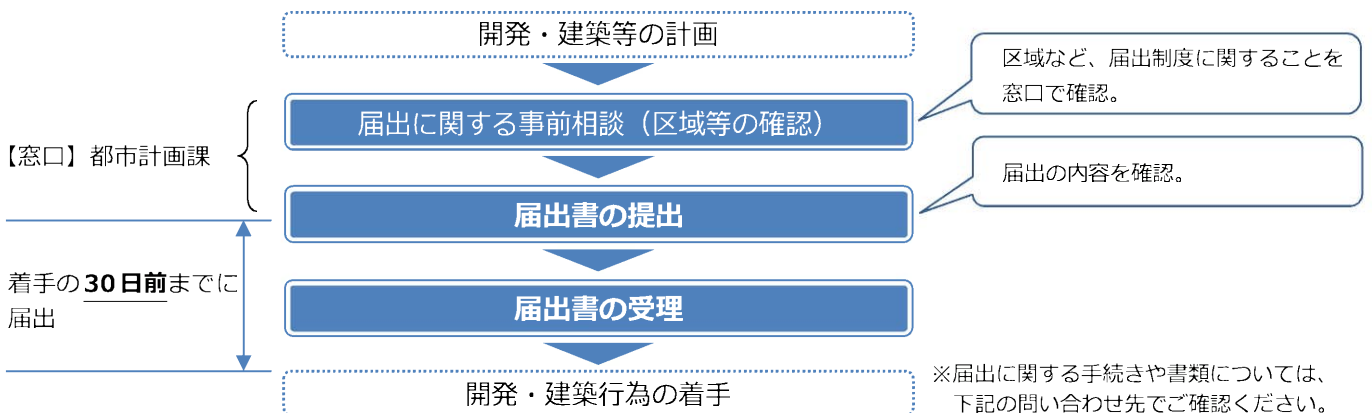 開発・建築等の計画
区域など、届出制度に関することを
窓口で確認。
届出に関する事前相談（区域等の確認）
【窓口】都市計画課
届出の内容を確認。
届出書の提出
着手の30日前までに
届出
届出書の受理
開発・建築行為の着手
※届出に関する手続きや書類については、
下記の問い合わせ先でご確認ください。